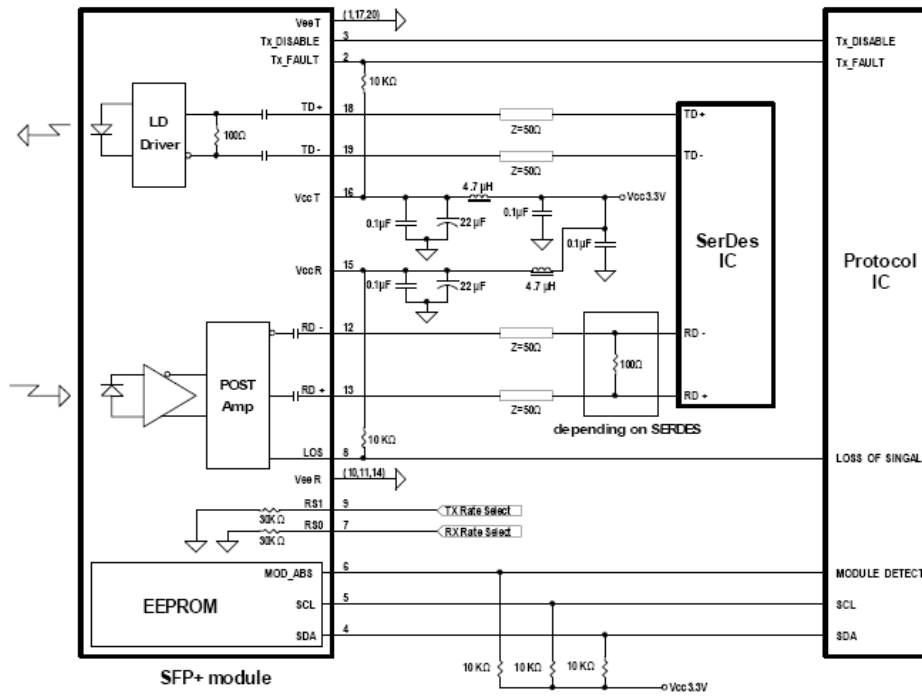 VeeT
(1,17,20)
Tx_DISABLE
3
Tx_DISABLE
Tx_FAULT
2
Tx_FAULT
10 KΩ
LD
Driver
100Ω
TD+
18
Z=50Ω
TD+
TD-
19
Z=50Ω
TD-
VccT
16
4.7 µH
Vcc3.3V
0.1µF
22 µF
0.1µF
0.1µF
SerDes
IC
Protocol
IC
VccR
15
0.1µF
22 µF
4.7 µH
RD -
12
Z=50Ω
RD -
100Ω
POST
Amp
RD +
13
Z=50Ω
RD +
depending on SERDES
10 KΩ
LOS
8
LOSS OF SINGAL
VeeR
(10,11,14)
RS1
9
TX Rate Select
30KΩ
RS0
7
RX Rate Select
30KΩ
MOD_ABS
6
MODULE DETECT
EEPROM
SCL
5
SCL
SDA
4
SDA
10 KΩ
10 KΩ
10 KΩ
Vcc3.3V
SFP+ module